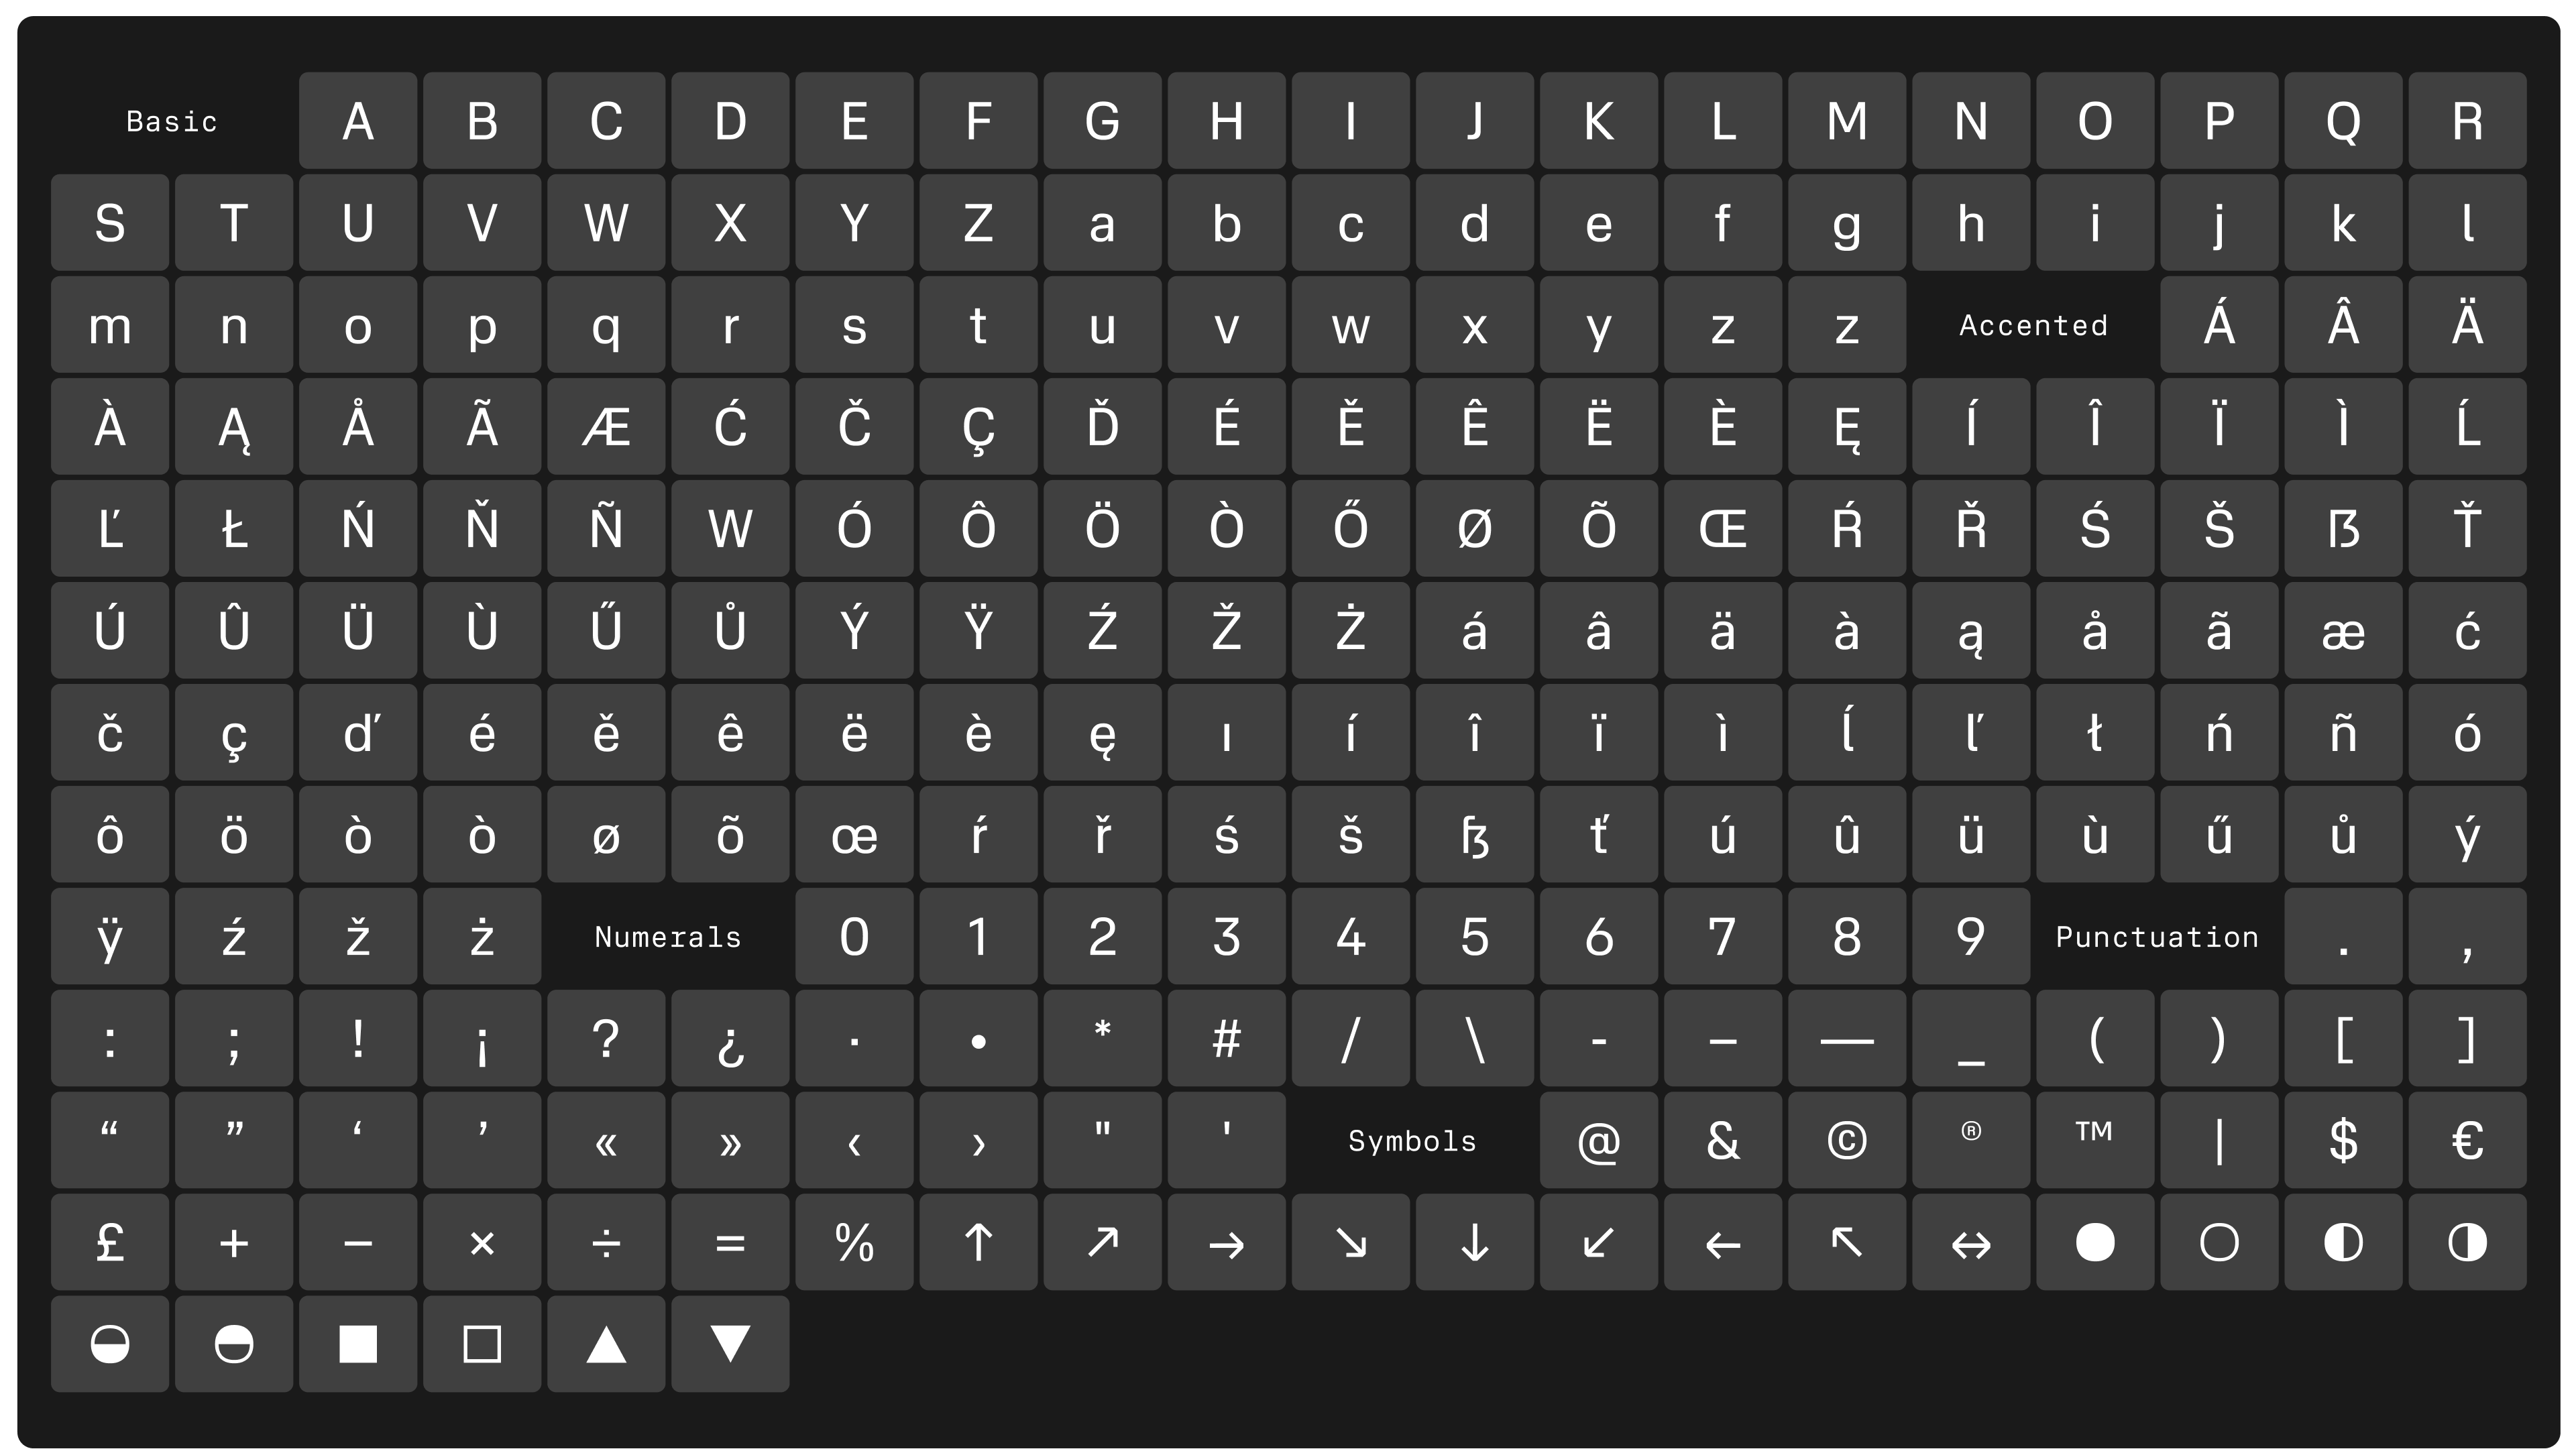 Basic A B C D E F G H I J K L M N O P Q R
S T U V W X Y Z a b c d e f g h i j k l
m n o p q r s t u v w x y z z Accented Á Â Ä
À Ą Å Ã Æ Ć Č Ç Ď É Ě Ê Ë È Ę Í Î Ï Ì Ĺ
Ľ Ł Ń Ň Ñ W Ó Ô Ö Ò Ő Ø Õ Œ Ŕ Ř Ś Š ẞ Ť
Ú Û Ü Ù Ű Ů Ý Ÿ Ź Ž Ż á â ä à ą å ã æ ć
č ç ď é ě ê ë è ę ı í î ï ì ĺ ľ ł ń ñ ó
ô ö ò ò ø õ œ ŕ ř ś š ß ť ú û ü ù ű ů ý
ÿ ź ž ż Numerals 0 1 2 3 4 5 6 7 8 9 Punctuation . ,
: ; ! ¡ ? ¿ · • * # / \ - – — _ ( ) [ ]
“ ” ‘ ’ « » ‹ › " ' Symbols @ & © ® ™ | $ €
£ + − × ÷ = % ↑ ↗ → ↘ ↓ ↙ ← ↖ ↔ ● ○ ◐ ◑
◒ ◓ ■ □ ▲ ▼